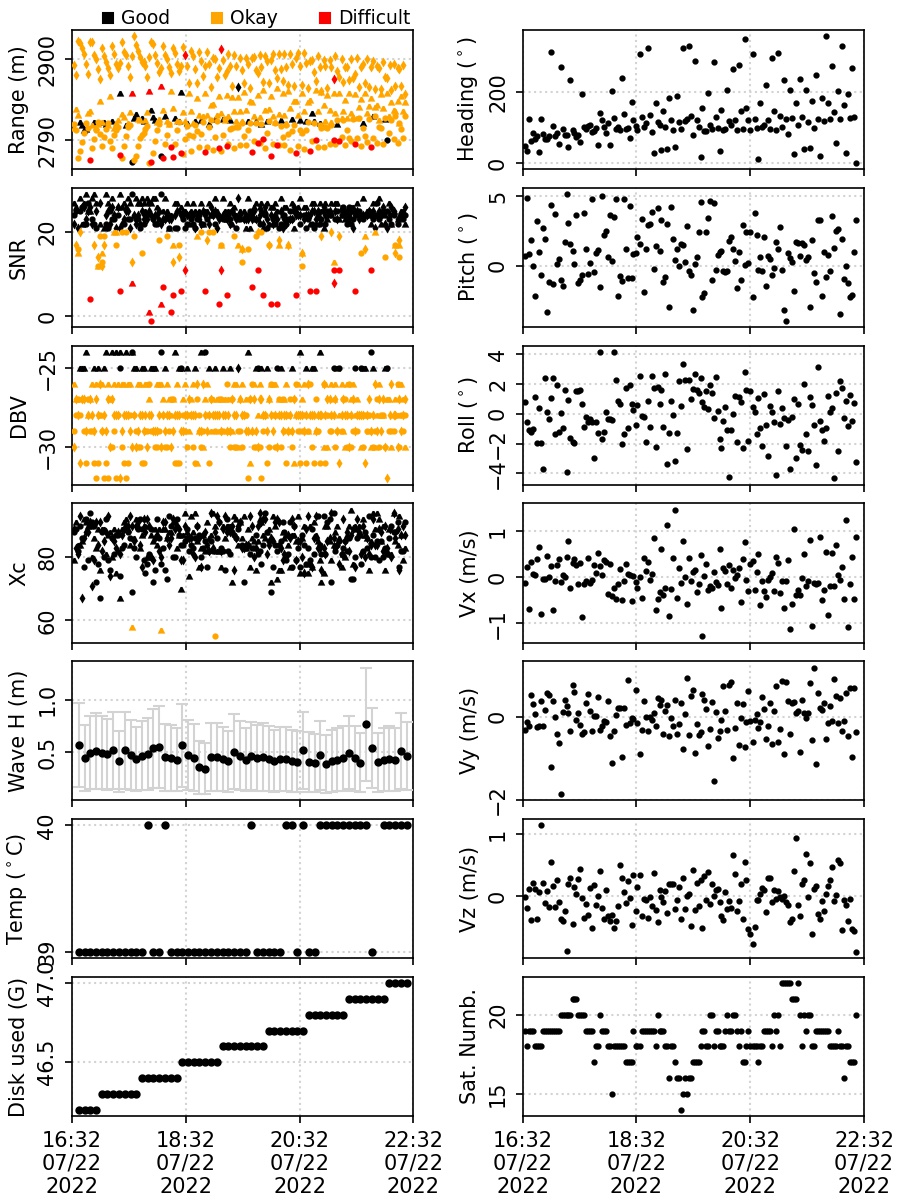 Good Okay Difficult
Range (m) 2900 2790
Heading (°) 200 0
SNR 20 0
Pitch (°) 5 0
DBV −25 −30
Roll (°) 4 2 0 −2 −4
Xc 80 60
Vx (m/s) 1 0 −1
Wave H (m) 1.0 0.5
Vy (m/s) 0 −2
Temp (°C) 40 39
Vz (m/s) 1 0
Disk used (G) 47.0 46.5
Sat. Numb. 20 15
16:32 18:32 20:32 22:32 16:32 18:32 20:32 22:32
07/22 07/22 07/22 07/22 07/22 07/22 07/22 07/22
2022 2022 2022 2022 2022 2022 2022 2022